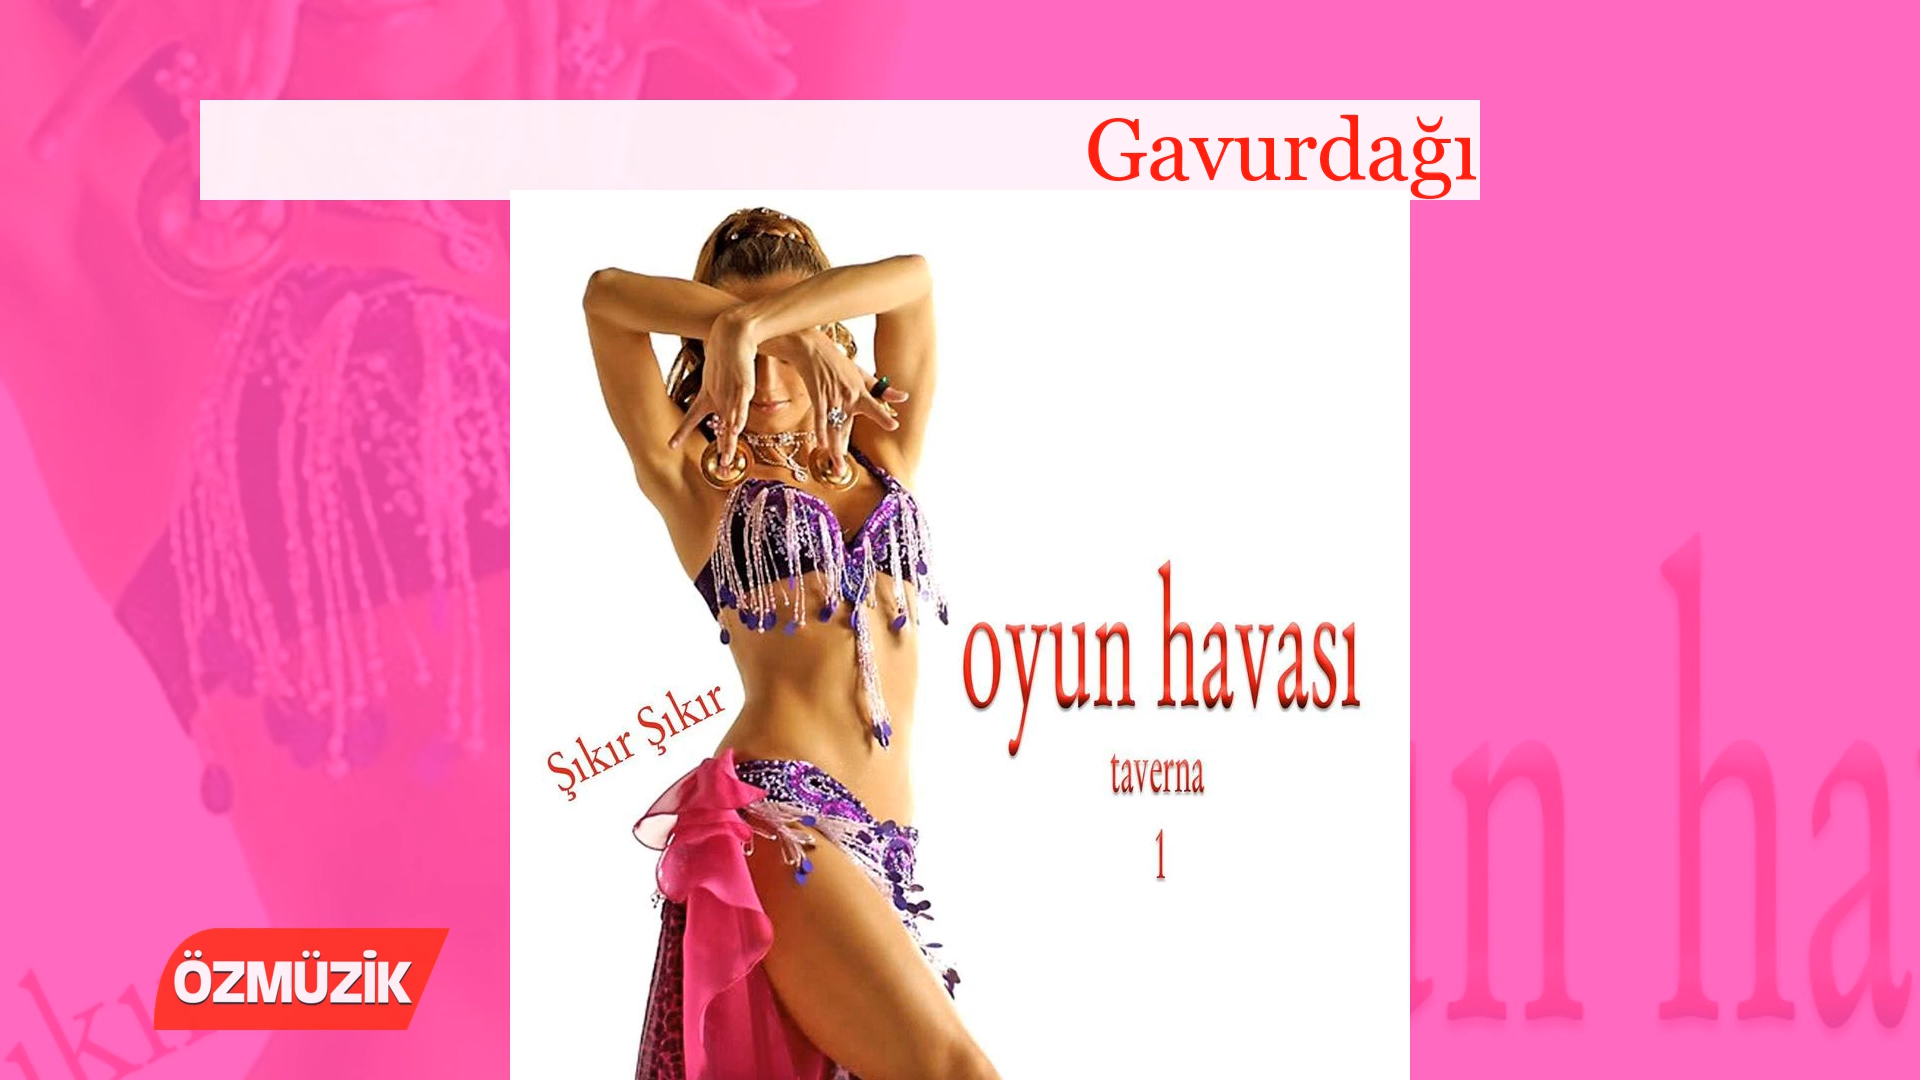 Gavurdağı
oyun havası
Şıkır Şıkır
taverna
1
ÖZMÜZİK